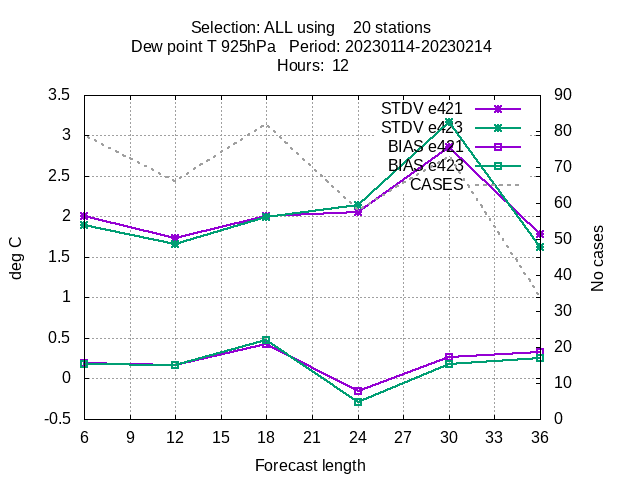 Selection: ALL using    20 stations
Dew point T 925hPa   Period: 20230114-20230214
Hours:  12
3.5
3
2.5
2
1.5
1
0.5
0
-0.5
90
80
70
60
50
40
30
20
10
0
STDV e421
STDV e423
BIAS e421
BIAS e423
CASES
deg C
No cases
6 9 12 15 18 21 24 27 30 33 36
Forecast length